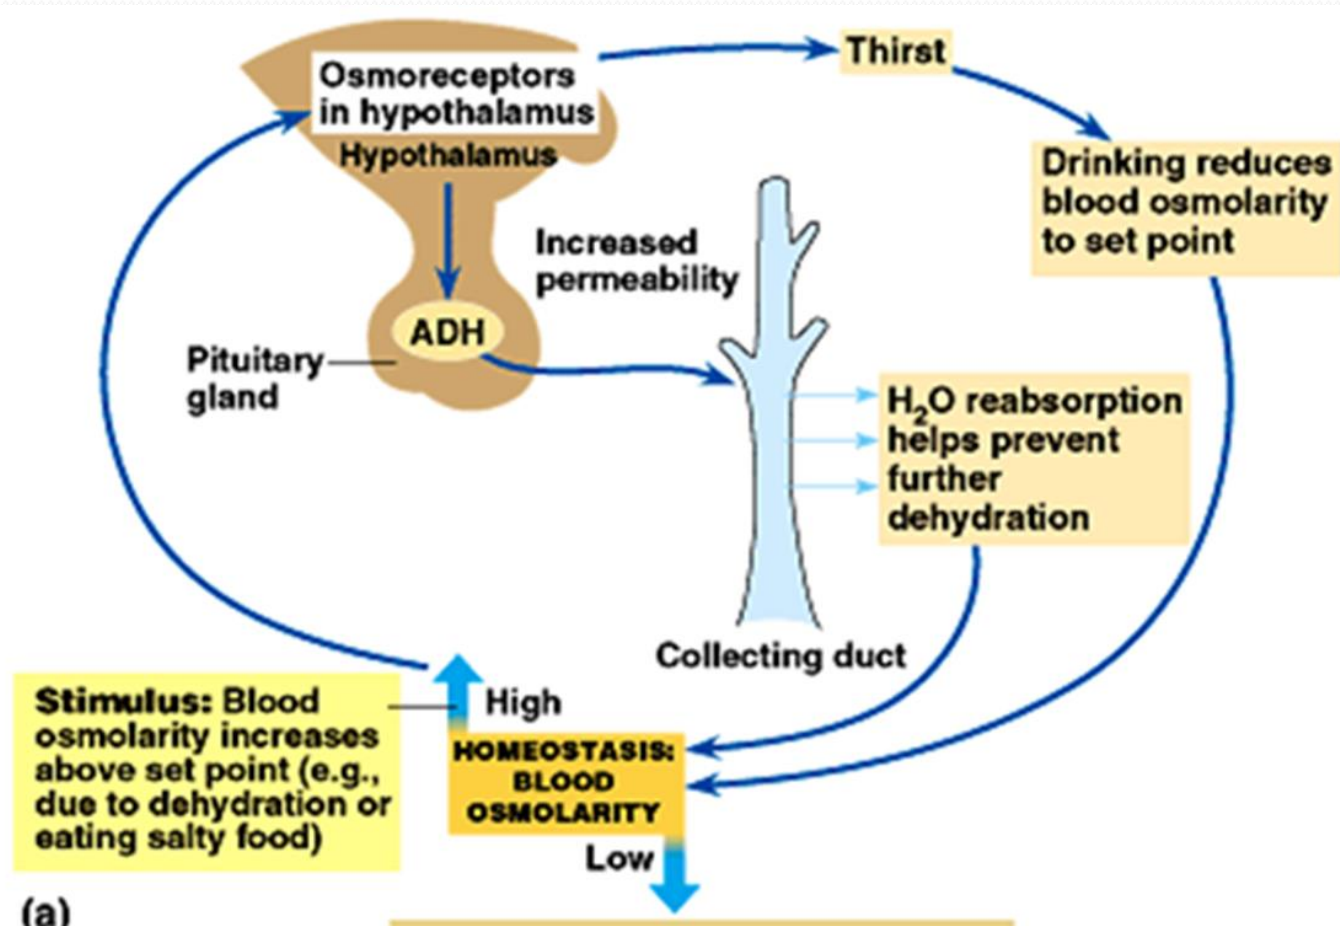 Osmoreceptors
in hypothalamus
Hypothalamus
Thirst
Drinking reduces
blood osmolarity
to set point
Increased
permeability
ADH
Pituitary
gland
H₂O reabsorption
helps prevent
further
dehydration
Collecting duct
Stimulus: Blood
osmolarity increases
above set point (e.g.,
due to dehydration or
eating salty food)
High
HOMEOSTASIS:
BLOOD
OSMOLARITY
Low
(a)